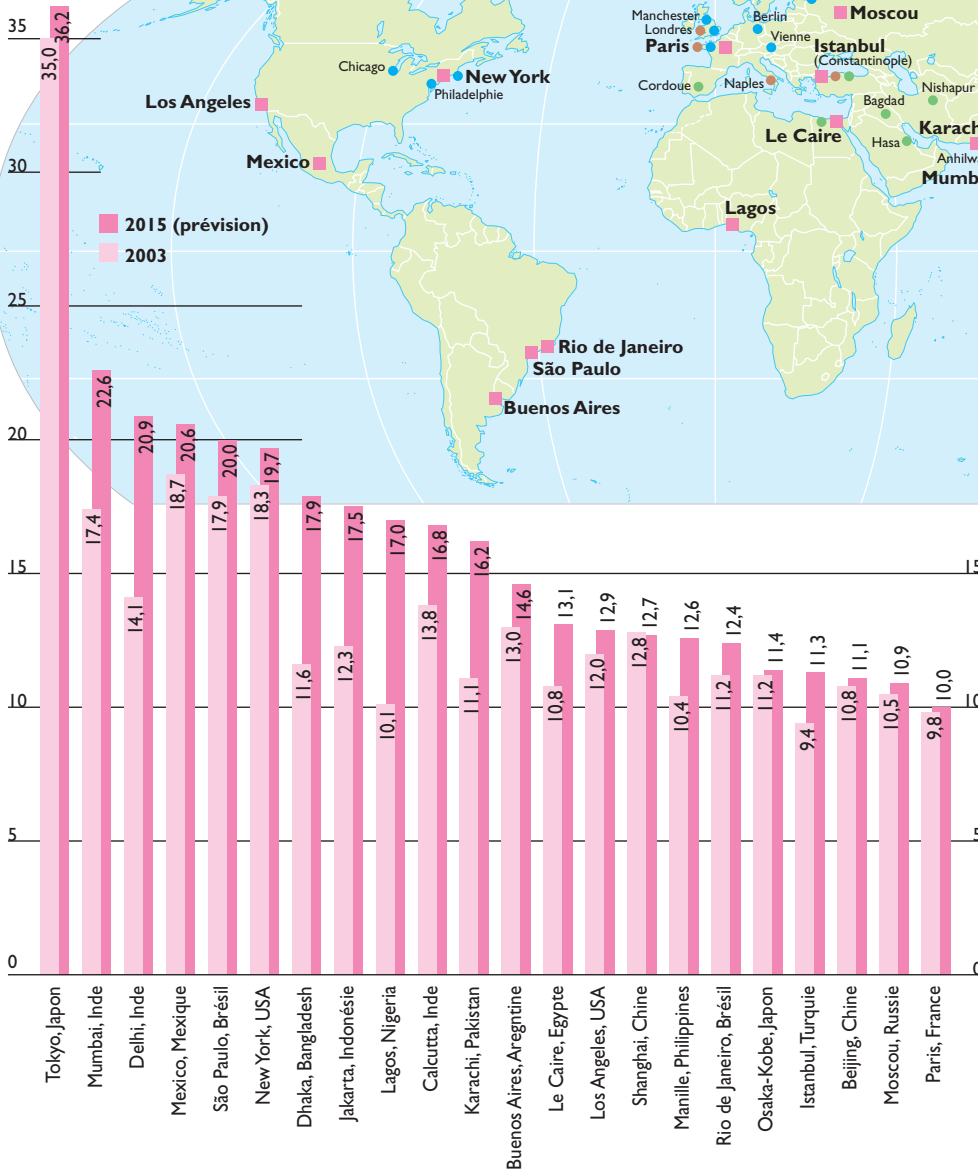 35
30
25
20
15
10
5
0
15
2015 (prévision)
2003
Chicago
New York
Philadelphie
Los Angeles
Mexico
Manchester
Londres
Paris
Berlin
Vienne
Moscou
Istanbul
(Constantinople)
Cordoue
Naples
Nishapur
Bagdad
Le Caire
Hasa
Karach
Anhilw
Mumb
Lagos
Rio de Janeiro
São Paulo
Buenos Aires
35,0
36,2
17,4
22,6
14,1
20,9
18,7
20,6
17,9
20,0
18,3
19,7
11,6
17,9
12,3
17,5
10,1
17,0
13,8
16,8
11,1
16,2
13,0
14,6
10,8
13,1
12,0
12,9
12,8
12,7
10,4
12,6
11,2
12,4
11,2
11,4
9,4
11,3
10,8
11,1
10,5
10,9
9,8
10,0
Tokyo, Japon
Mumbai, Inde
Delhi, Inde
Mexico, Mexique
São Paulo, Brésil
New York, USA
Dhaka, Bangladesh
Jakarta, Indonésie
Lagos, Nigeria
Calcutta, Inde
Karachi, Pakistan
Buenos Aires, Aregntine
Le Caire, Egypte
Los Angeles, USA
Shanghai, Chine
Manille, Philippines
Rio de Janeiro, Brésil
Osaka-Kobe, Japon
Istanbul, Turquie
Beijing, Chine
Moscou, Russie
Paris, France